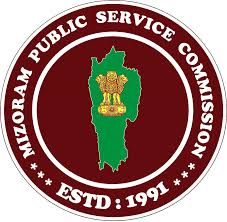 MIZORAM PUBLIC SERVICE COMMISSION
ESTD : 1991